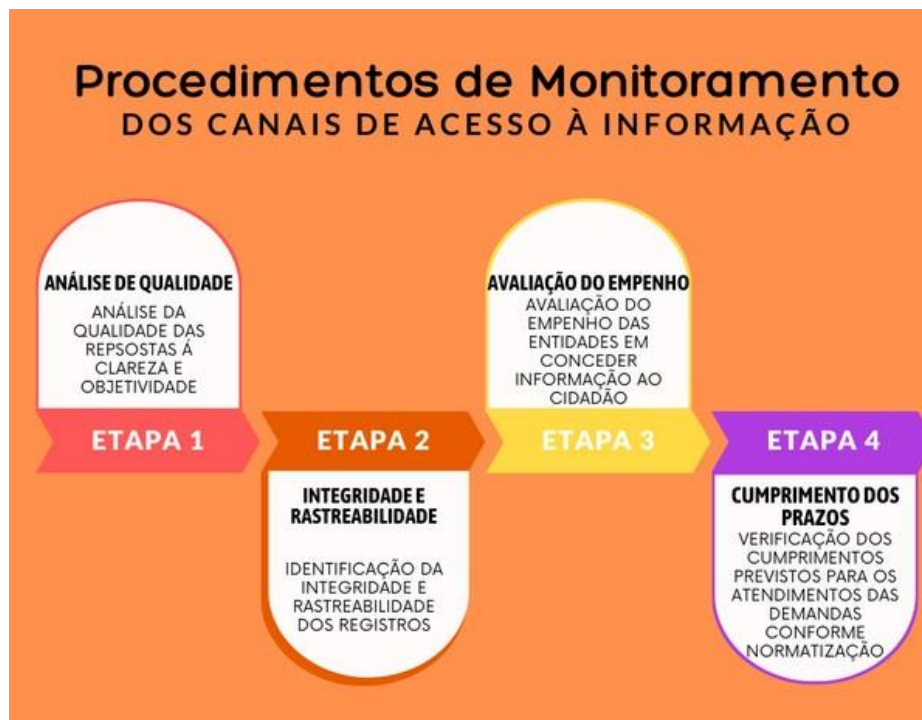 Procedimentos de Monitoramento
DOS CANAIS DE ACESSO À INFORMAÇÃO
ANÁLISE DE QUALIDADE
ANÁLISE DA
QUALIDADE DAS
REPSOSTAS Á
CLAREZA E
OBJETIVIDADE
ETAPA 1
ETAPA 2
INTEGRIDADE E
RASTREABILIDADE
IDENTIFICAÇÃO DA
INTEGRIDADE E
RASTREABILIDADE
DOS REGISTROS
AVALIAÇÃO DO EMPENHO
AVALIAÇÃO DO
EMPENHO DAS
ENTIDADES EM
CONCEDER
INFORMAÇÃO AO
CIDADÃO
ETAPA 3
ETAPA 4
CUMPRIMENTO DOS
PRAZOS
VERIFICAÇÃO DOS
CUMPRIMENTOS
PREVISTOS PARA OS
ATENDIMENTOS DAS
DEMANDAS
CONFORME
NORMATIZAÇÃO